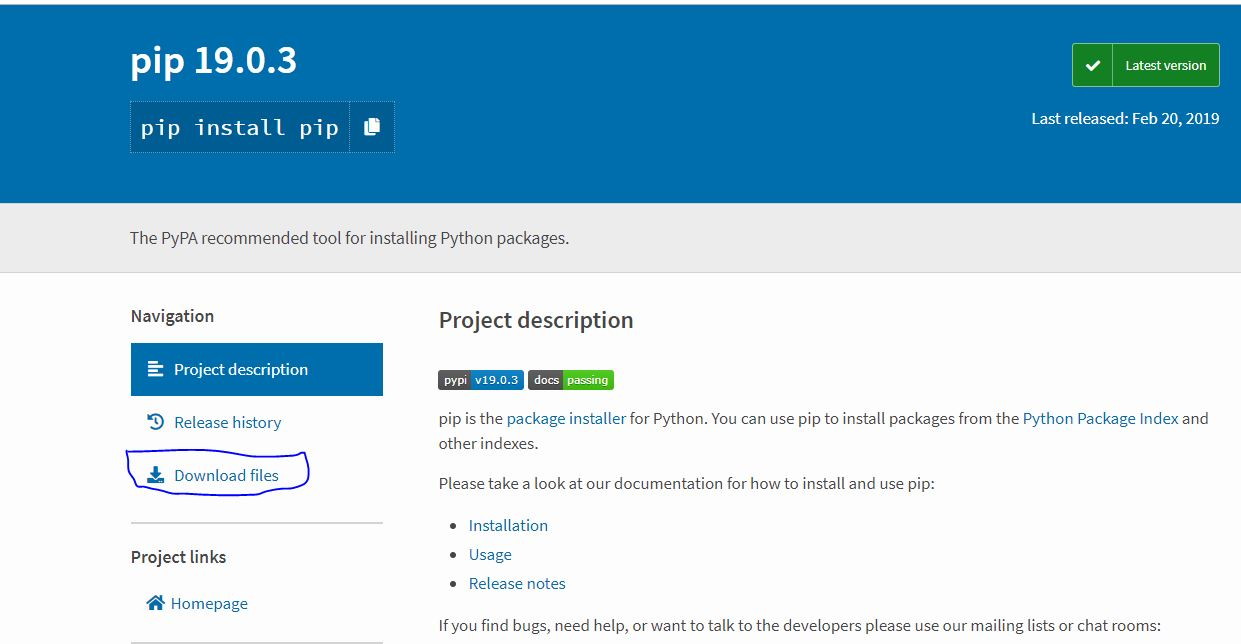 pip 19.0.3
pip install pip
Latest version
Last released: Feb 20, 2019
The PyPA recommended tool for installing Python packages.
Navigation
Project description
Release history
Download files
Project links
Homepage
Project description
pypi v19.0.3 docs passing
pip is the package installer for Python. You can use pip to install packages from the Python Package Index and
other indexes.
Please take a look at our documentation for how to install and use pip:
Installation
Usage
Release notes
If you find bugs, need help, or want to talk to the developers please use our mailing lists or chat rooms: